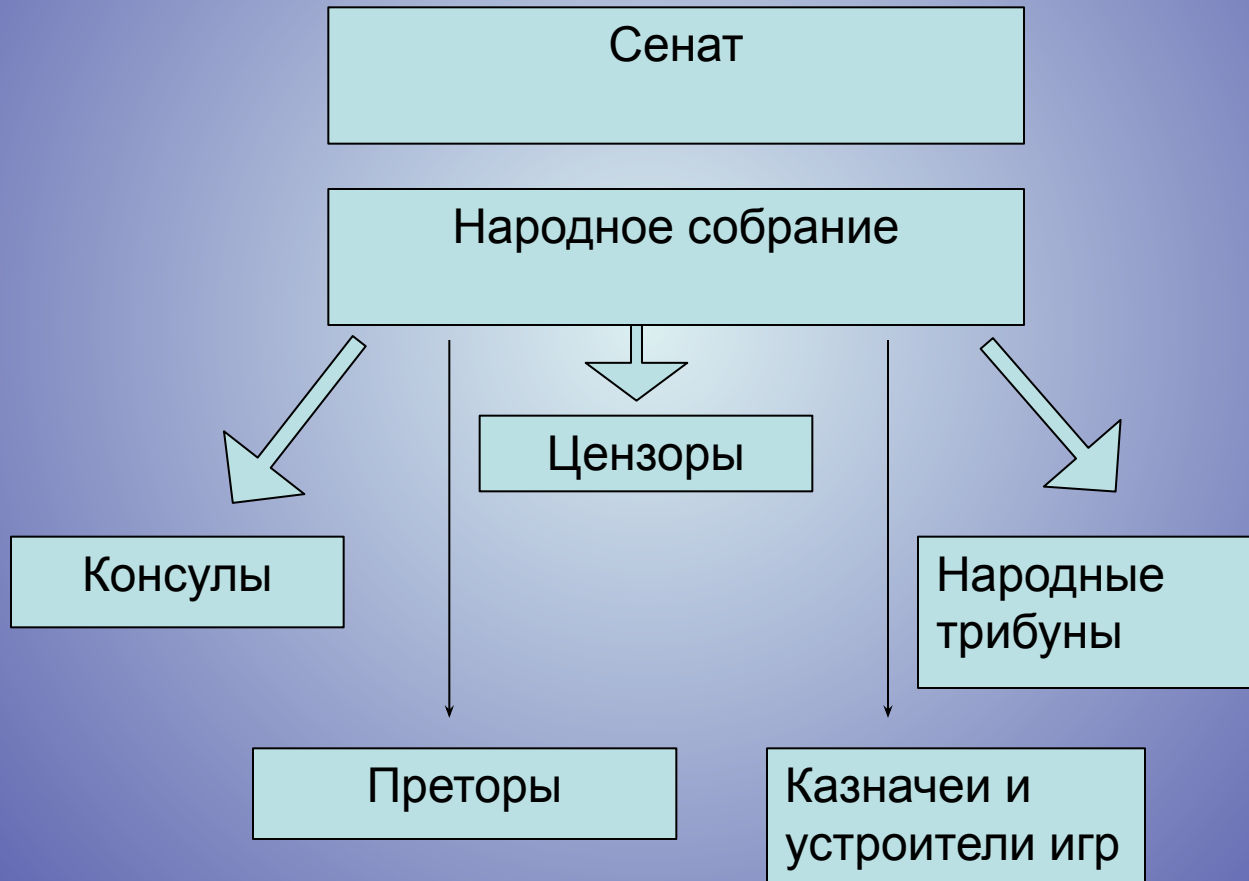 Сенат
Народное собрание
Цензоры
Консулы
Народные
трибуны
Преторы
Казначеи и
устроители игр